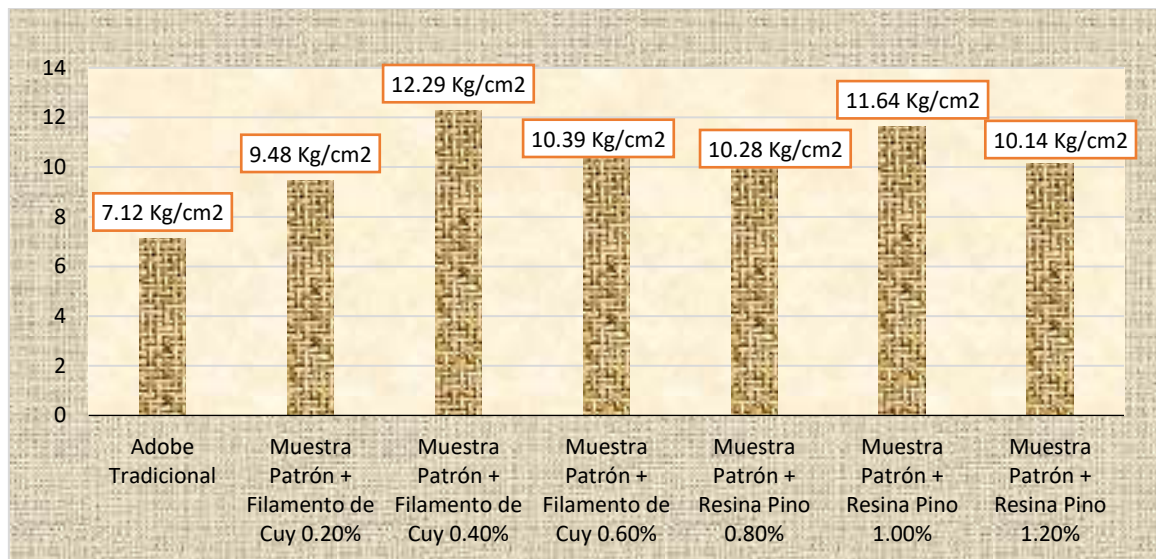 14
12
10
8
6
4
2
0
7.12 Kg/cm2
9.48 Kg/cm2
12.29 Kg/cm2
10.39 Kg/cm2
10.28 Kg/cm2
11.64 Kg/cm2
10.14 Kg/cm2
Adobe
Tradicional
Muestra
Patrón +
Filamento de
Cuy 0.20%
Muestra
Patrón +
Filamento de
Cuy 0.40%
Muestra
Patrón +
Filamento de
Cuy 0.60%
Muestra
Patrón +
Resina Pino
0.80%
Muestra
Patrón +
Resina Pino
1.00%
Muestra
Patrón +
Resina Pino
1.20%